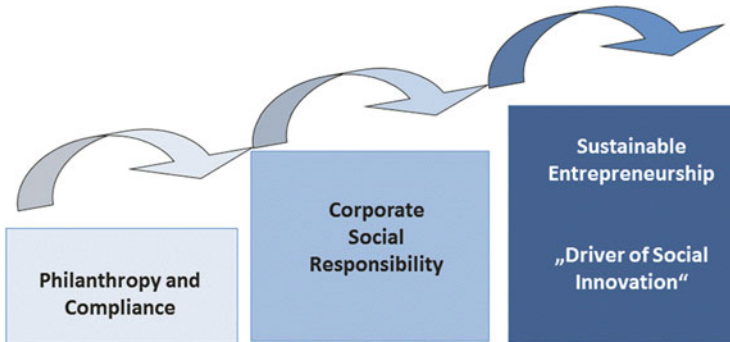 Philanthropy and
Compliance
Corporate
Social
Responsibility
Sustainable
Entrepreneurship
„Driver of Social
Innovation“